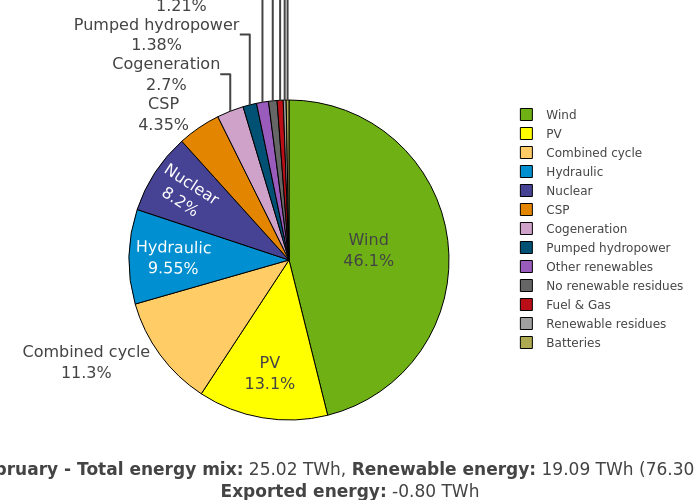 1.21%
Pumped hydropower
1.38%
Cogeneration
2.7%
CSP
4.35%
Nuclear
8.2%
Hydraulic
9.55%
Combined cycle
11.3%
PV
13.1%
Wind
46.1%
Wind
PV
Combined cycle
Hydraulic
Nuclear
CSP
Cogeneration
Pumped hydropower
Other renewables
No renewable residues
Fuel & Gas
Renewable residues
Batteries
bruary - Total energy mix: 25.02 TWh, Renewable energy: 19.09 TWh (76.30
Exported energy: -0.80 TWh